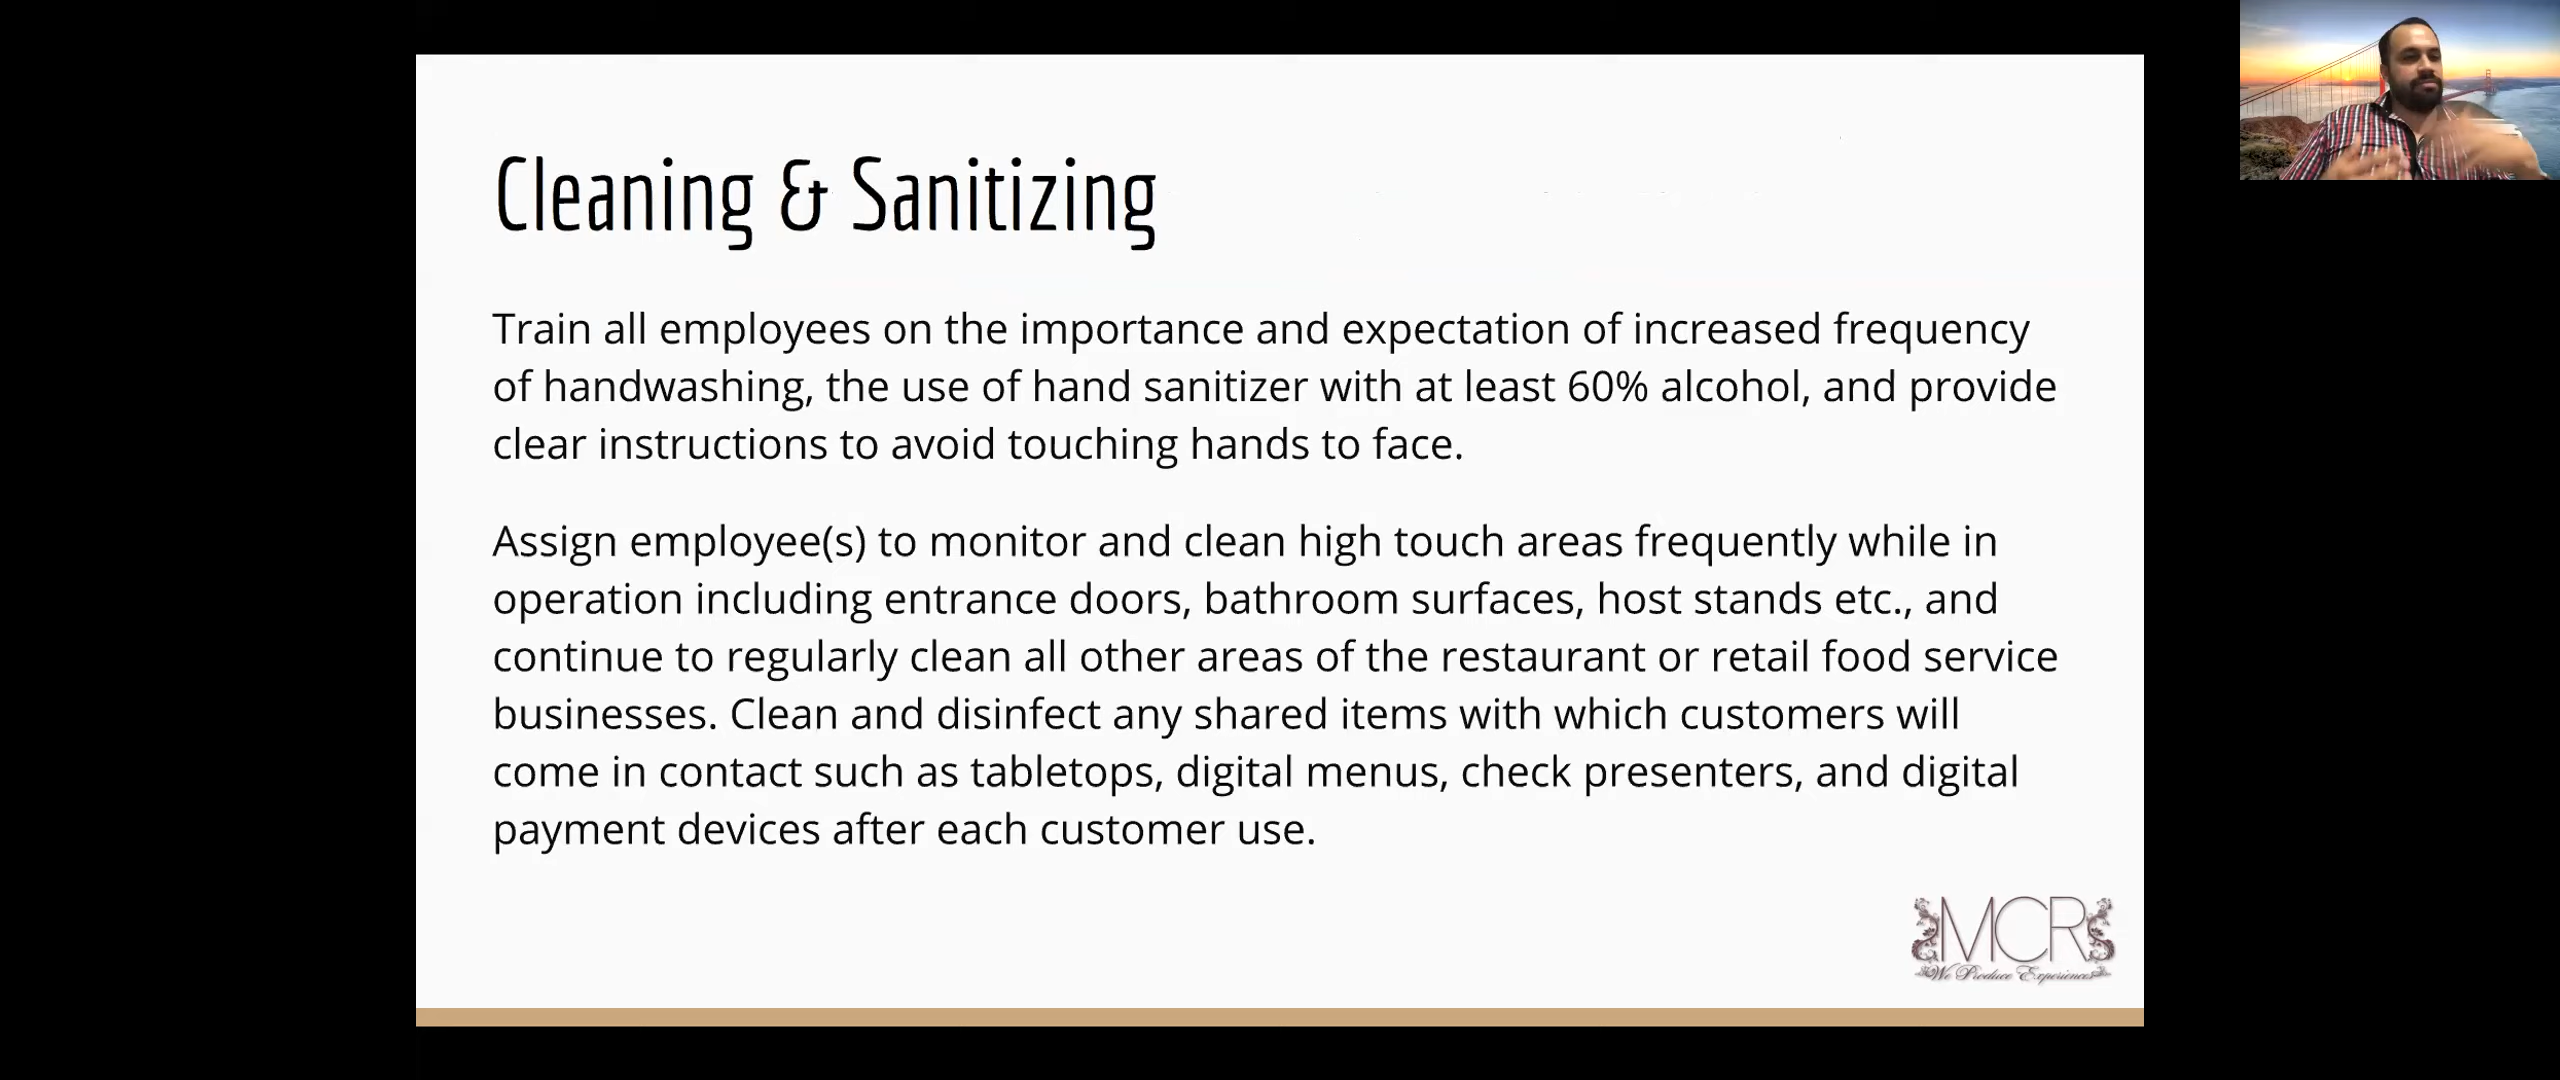 Cleaning & Sanitizing
Train all employees on the importance and expectation of increased frequency
of handwashing, the use of hand sanitizer with at least 60% alcohol, and provide
clear instructions to avoid touching hands to face.
Assign employee(s) to monitor and clean high touch areas frequently while in
operation including entrance doors, bathroom surfaces, host stands etc., and
continue to regularly clean all other areas of the restaurant or retail food service
businesses. Clean and disinfect any shared items with which customers will
come in contact such as tabletops, digital menus, check presenters, and digital
payment devices after each customer use.
MCR
We Produce Experiences